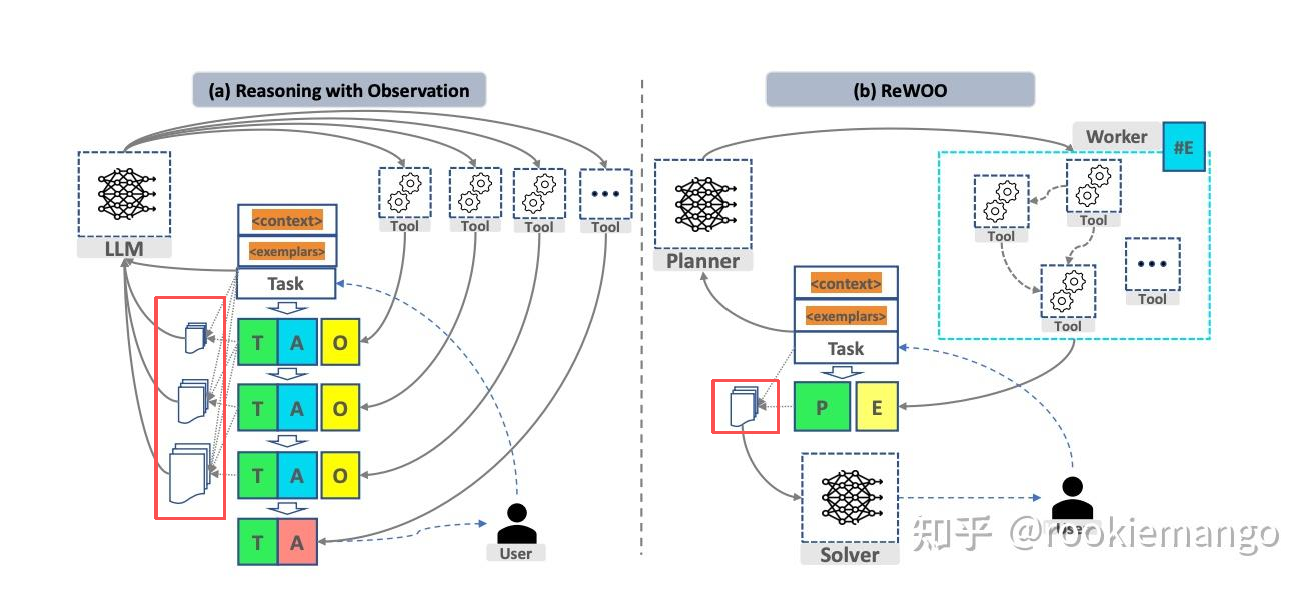 (a) Reasoning with Observation
LLM
Tool
Tool
Tool
Tool
<context>
<exemplars>
Task
T A O
T A O
T A O
T A
User
(b) ReWOO
Worker
#E
Planner
Tool
Tool
Tool
Tool
<context>
<exemplars>
Task
P E
Solver
User
知乎 @rookiemango